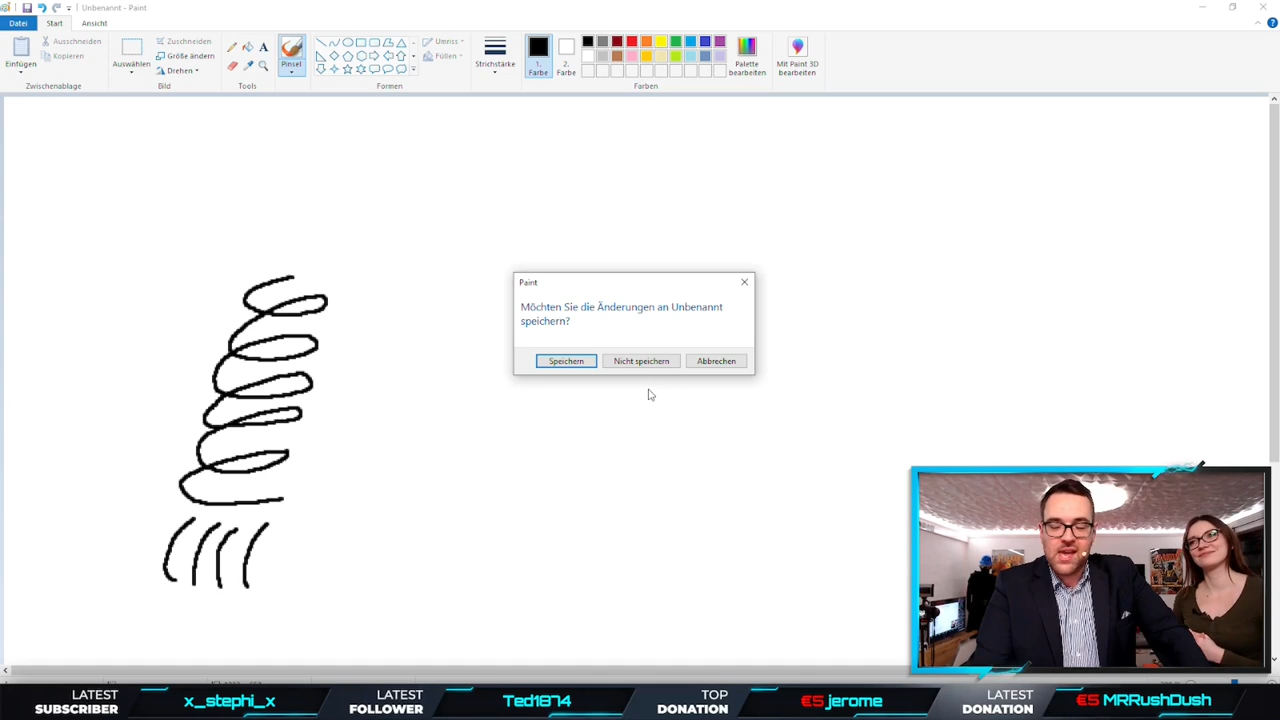 Unbenannt - Paint
Datei Start Ansicht
Einfügen
Ausschneiden
Kopieren
Zwischenablage
Auswählen
Zuschneiden
Größe ändern
Drehen
Bild
A
Tools
Pinsel
Formen
Umriss
Füllen
Strichstärke
1.
Farbe
2.
Farbe
Farben
Palette
bearbeiten
Mit Paint 3D
bearbeiten
Paint
Möchten Sie die Änderungen an Unbenannt
speichern?
Speichern Nicht speichern Abbrechen
LATEST
SUBSCRIBER
x_stephi_x
LATEST
FOLLOWER
Ted1874
TOP
DONATION
€5 jerome
LATEST
DONATION
€5 MRRushDush